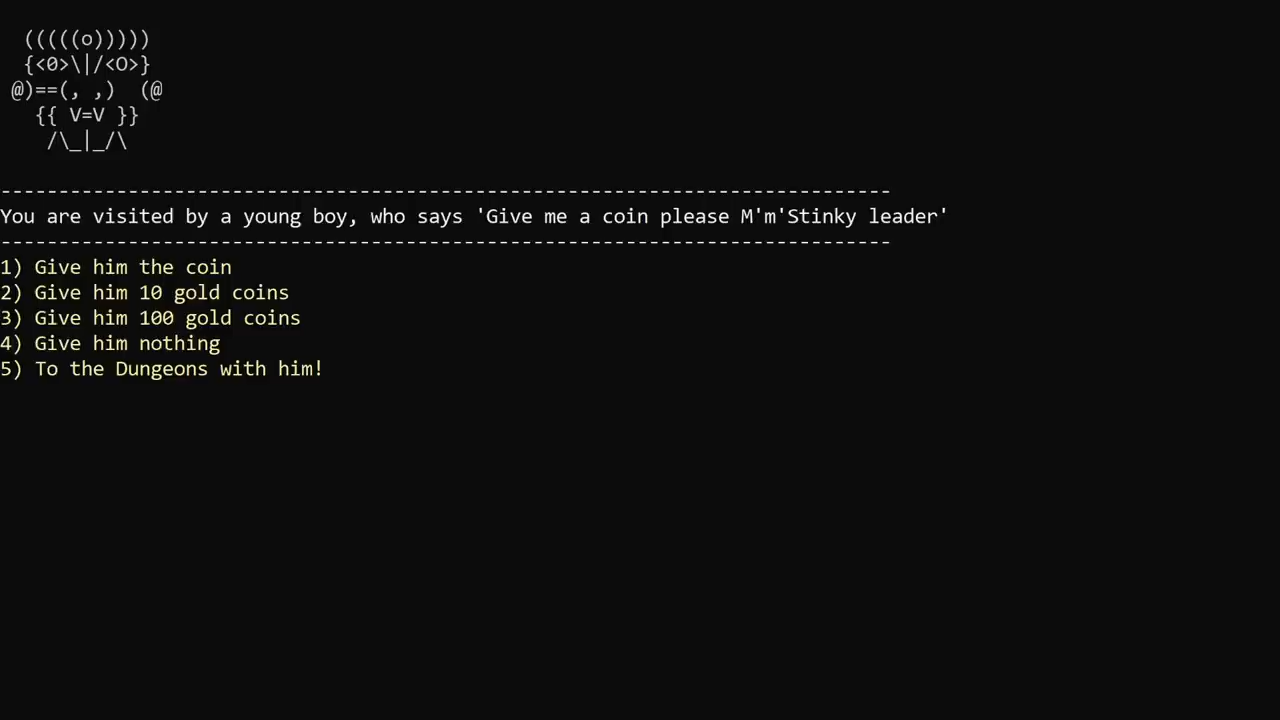 (((((o)))))
{<0>\|/<O>}
@)==(, ,)  (@
{{ V=V }}
/\_|_/\
-----------------------------------------------------------------------------
You are visited by a young boy, who says 'Give me a coin please M'm'Stinky leader'
-----------------------------------------------------------------------------
1) Give him the coin
2) Give him 10 gold coins
3) Give him 100 gold coins
4) Give him nothing
5) To the Dungeons with him!